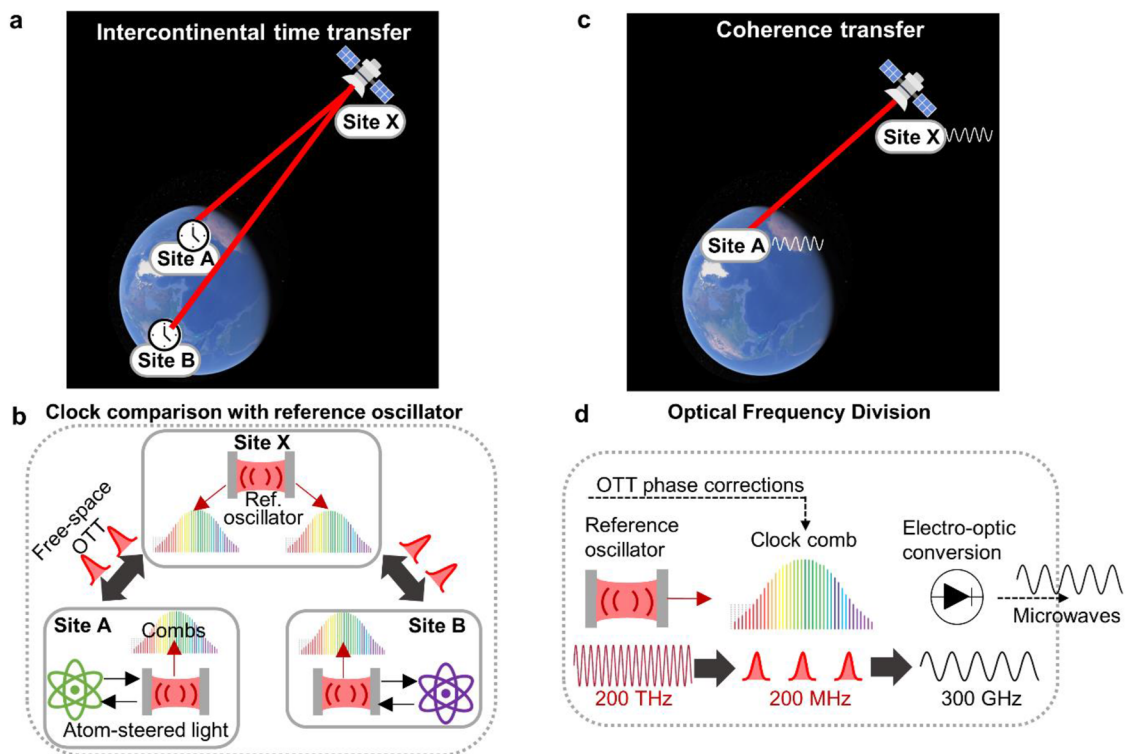 a
Intercontinental time transfer
Site X
Site A
Site B
b
Clock comparison with reference oscillator
Site X
Ref.
oscillator
Free-space
OTT
Site A
Combs
Atom-steered light
Site B
c
Coherence transfer
Site X
Site A
d
Optical Frequency Division
OTT phase corrections
Reference
oscillator
Clock comb
Electro-optic
conversion
Microwaves
200 THz
200 MHz
300 GHz